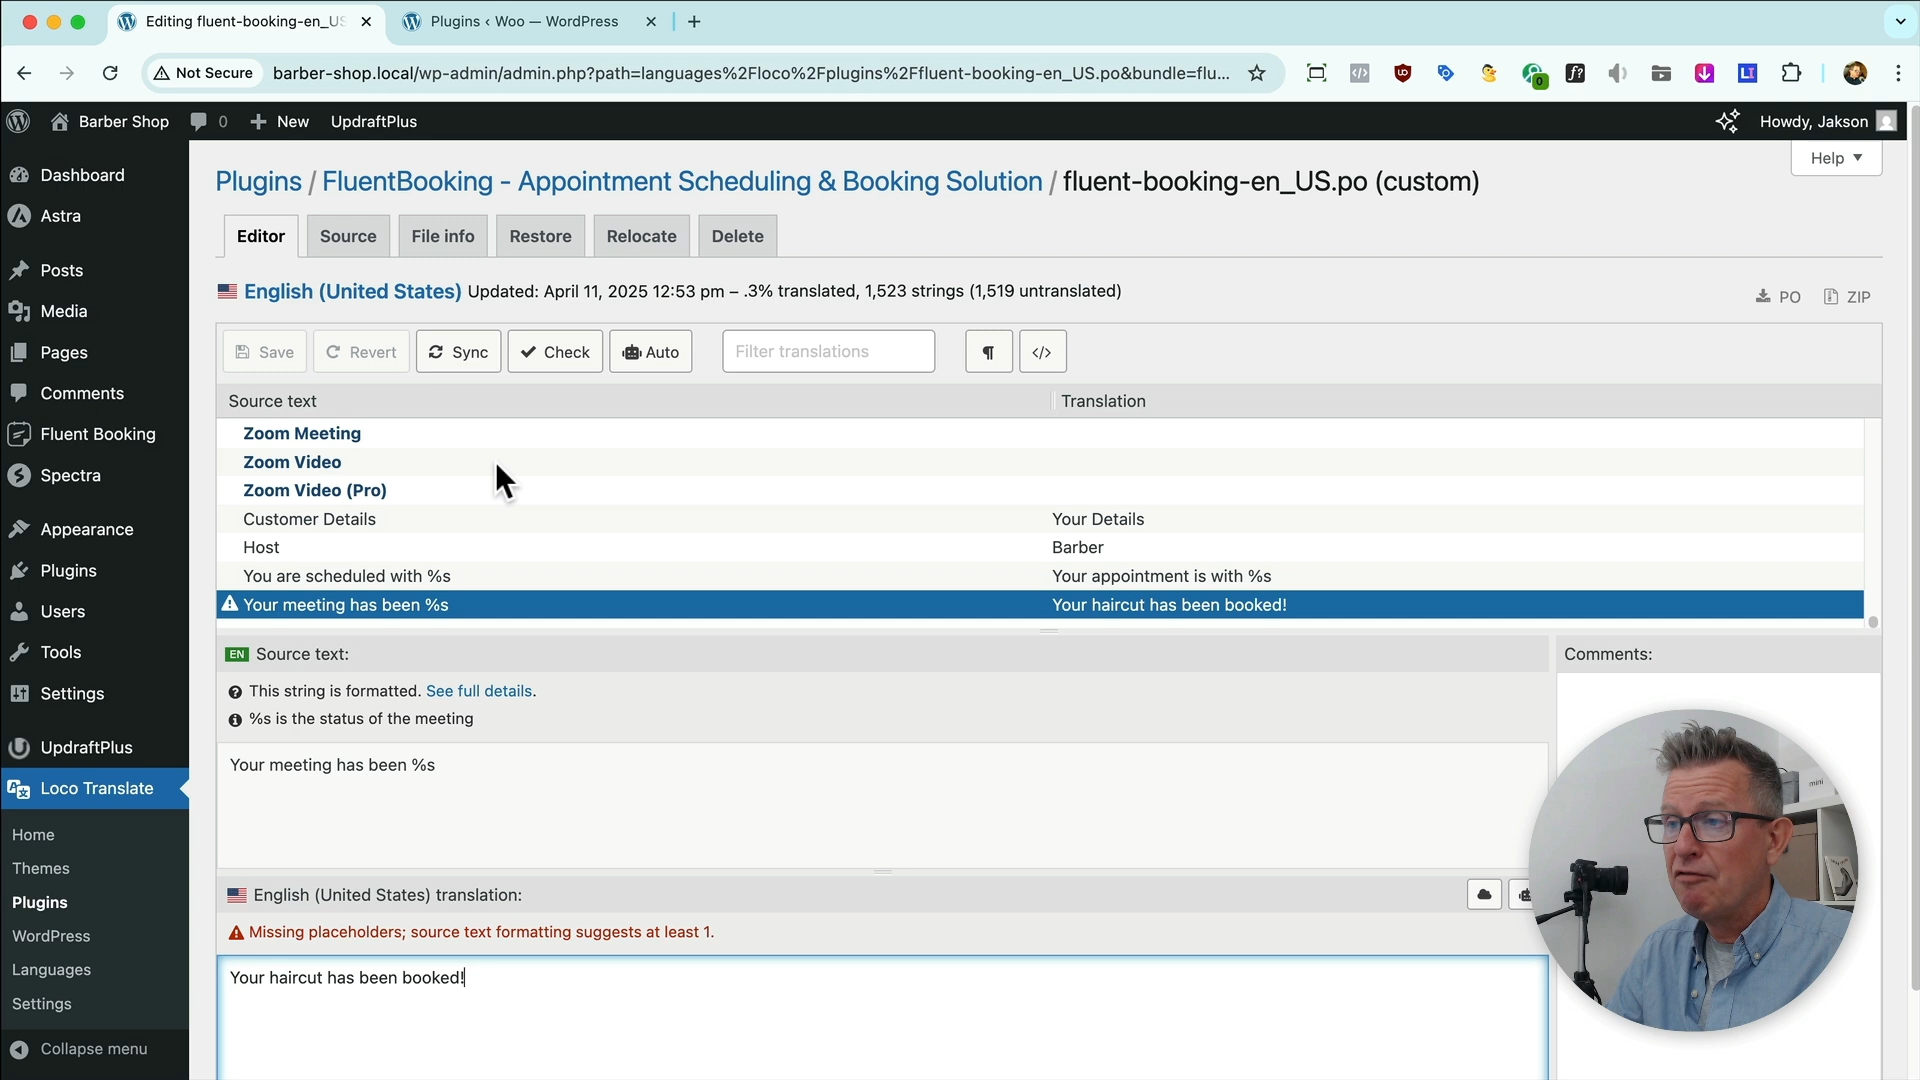 Editing fluent-booking-en_US
Plugins ‹ Woo — WordPress
Not Secure
barber-shop.local/wp-admin/admin.php?path=languages%2Floco%2Fplugins%2Ffluent-booking-en_US.po&bundle=flu...
0
Barber Shop
0
New
UpdraftPlus
Howdy, Jakson
Help
Dashboard
Astra
Posts
Media
Pages
Comments
Fluent Booking
Spectra
Appearance
Plugins
Users
Tools
Settings
UpdraftPlus
Loco Translate
Home
Themes
Plugins
WordPress
Languages
Settings
Collapse menu
Plugins / FluentBooking - Appointment Scheduling & Booking Solution / fluent-booking-en_US.po (custom)
Editor
Source
File info
Restore
Relocate
Delete
English (United States) Updated: April 11, 2025 12:53 pm – .3% translated, 1,523 strings (1,519 untranslated)
PO
ZIP
Save
Revert
Sync
Check
Auto
Filter translations
¶
</>
Source text
Translation
Zoom Meeting
Zoom Video
Zoom Video (Pro)
Customer Details
Your Details
Host
Barber
You are scheduled with %s
Your appointment is with %s
Your meeting has been %s
Your haircut has been booked!
EN Source text:
Comments:
This string is formatted. See full details.
%s is the status of the meeting
Your meeting has been %s
English (United States) translation:
Missing placeholders; source text formatting suggests at least 1.
Your haircut has been booked!
mini